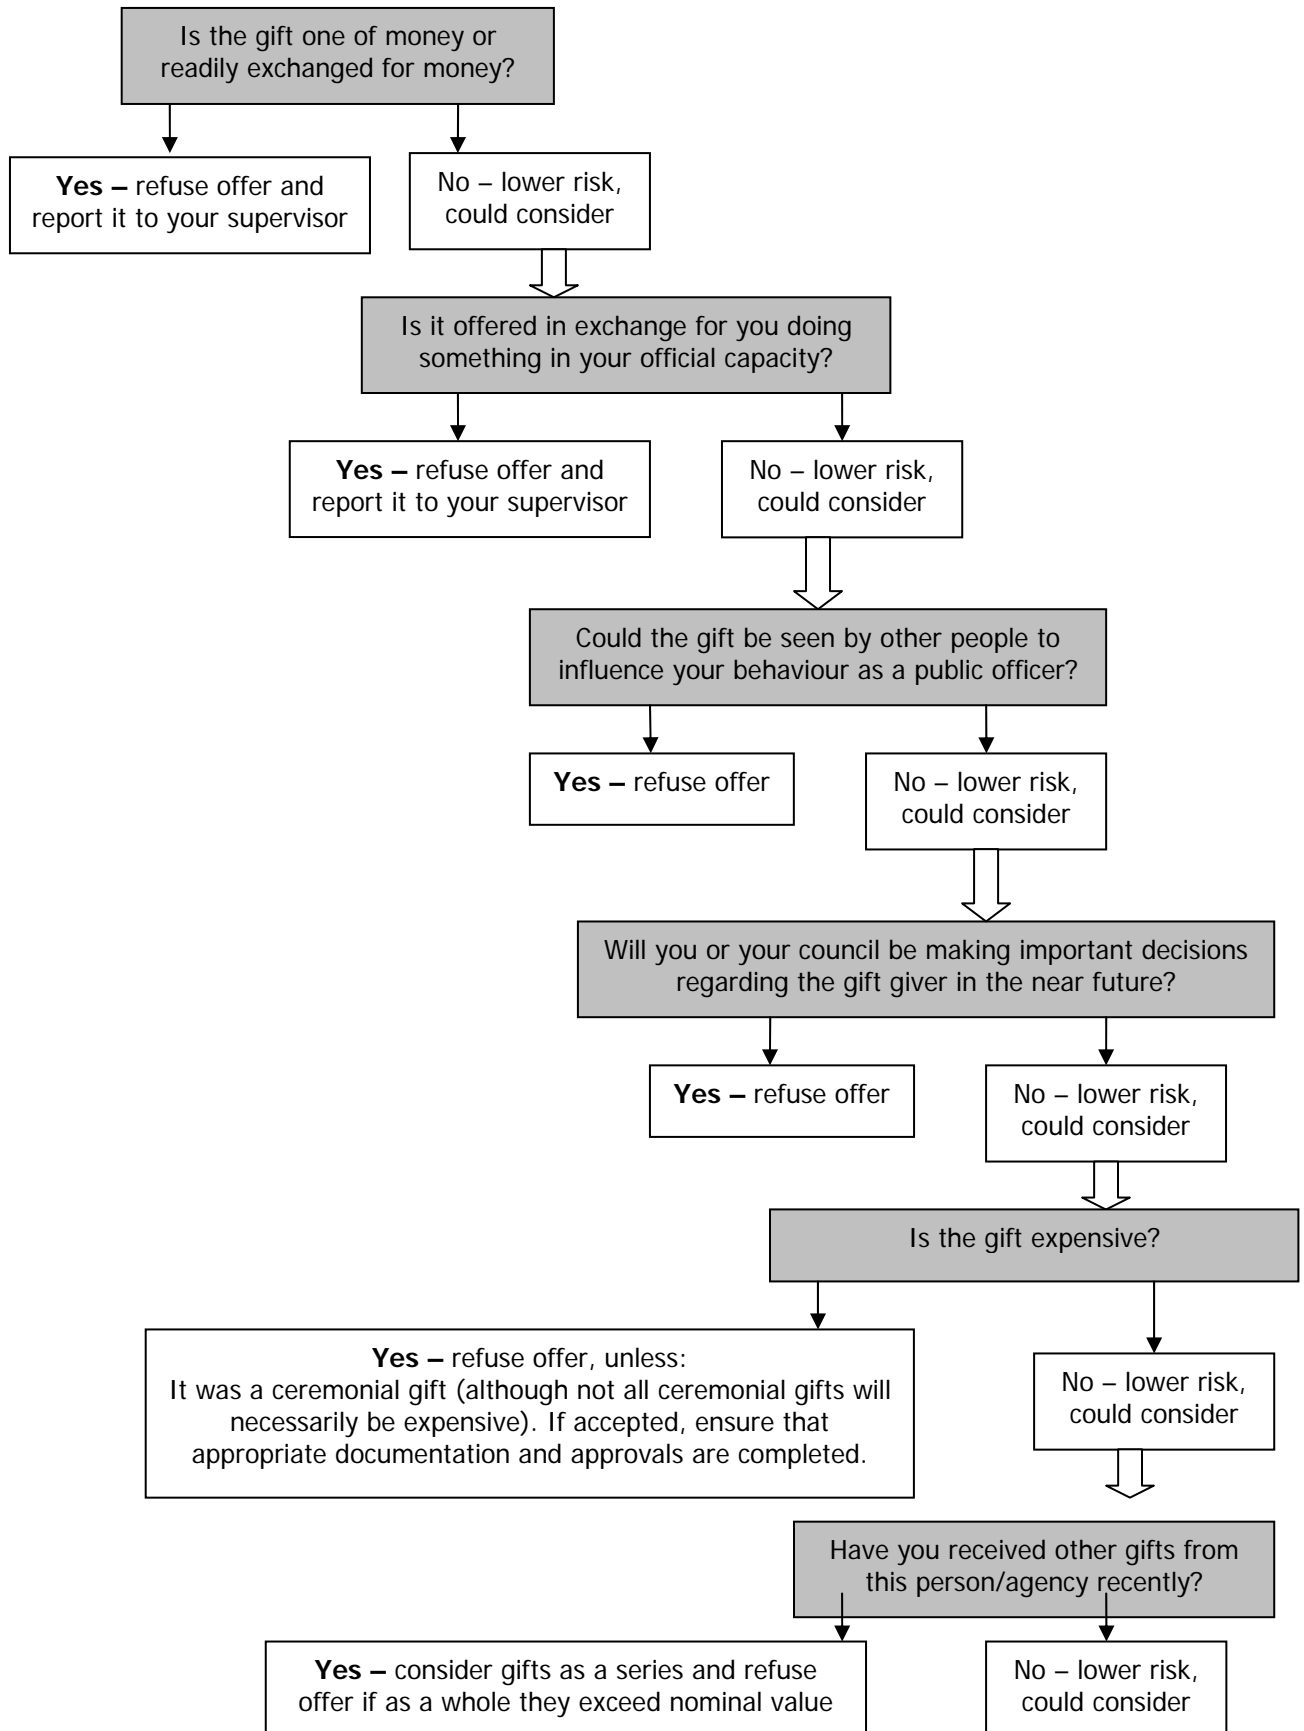 Is the gift one of money or
readily exchanged for money?
Yes – refuse offer and
report it to your supervisor
No – lower risk,
could consider
Is it offered in exchange for you doing
something in your official capacity?
Yes – refuse offer and
report it to your supervisor
No – lower risk,
could consider
Could the gift be seen by other people to
influence your behaviour as a public officer?
Yes – refuse offer
No – lower risk,
could consider
Will you or your council be making important decisions
regarding the gift giver in the near future?
Yes – refuse offer
No – lower risk,
could consider
Is the gift expensive?
Yes – refuse offer, unless:
It was a ceremonial gift (although not all ceremonial gifts will
necessarily be expensive). If accepted, ensure that
appropriate documentation and approvals are completed.
No – lower risk,
could consider
Have you received other gifts from
this person/agency recently?
Yes – consider gifts as a series and refuse
offer if as a whole they exceed nominal value
No – lower risk,
could consider